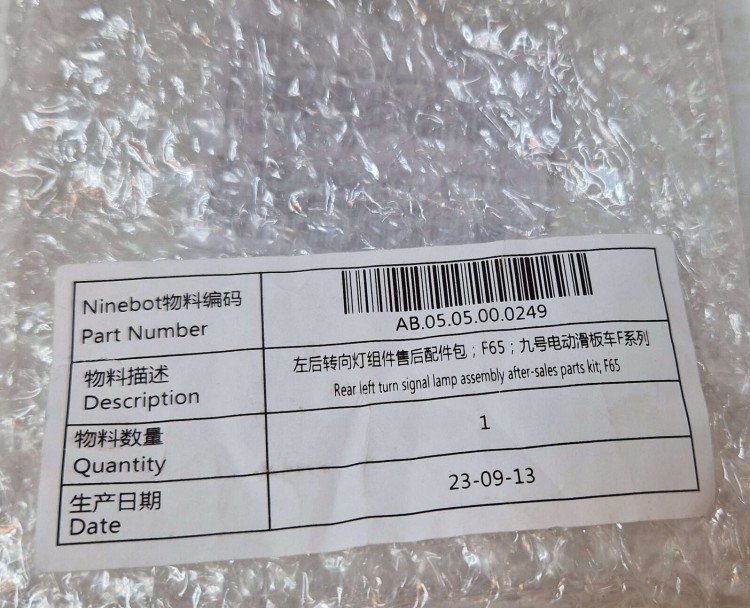 Ninebot物料编码
Part Number
AB.05.05.00.0249
物料描述
Description
左后转向灯组件售后配件包；F65；九号电动滑板车F系列
Rear left turn signal lamp assembly after-sales parts kit; F65
物料数量
Quantity
1
生产日期
Date
23-09-13